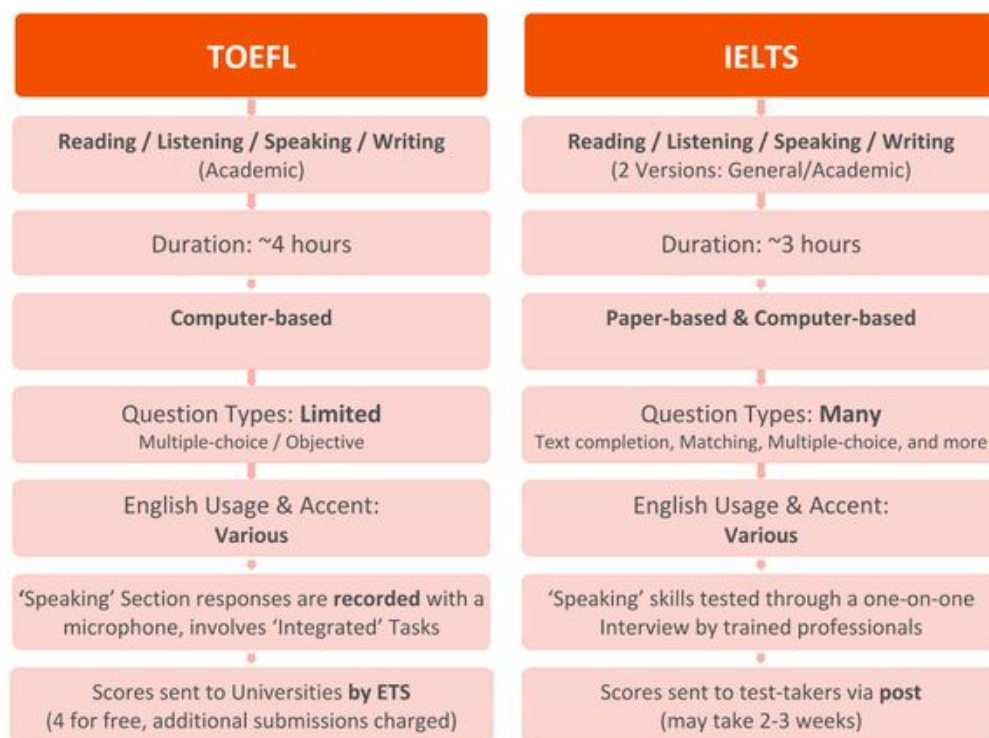 TOEFL
Reading / Listening / Speaking / Writing
(Academic)
Duration: ~4 hours
Computer-based
Question Types: Limited
Multiple-choice / Objective
English Usage & Accent:
Various
‘Speaking’ Section responses are recorded with a
microphone, involves ‘Integrated’ Tasks
Scores sent to Universities by ETS
(4 for free, additional submissions charged)
IELTS
Reading / Listening / Speaking / Writing
(2 Versions: General/Academic)
Duration: ~3 hours
Paper-based & Computer-based
Question Types: Many
Text completion, Matching, Multiple-choice, and more
English Usage & Accent:
Various
‘Speaking’ skills tested through a one-on-one
Interview by trained professionals
Scores sent to test-takers via post
(may take 2-3 weeks)